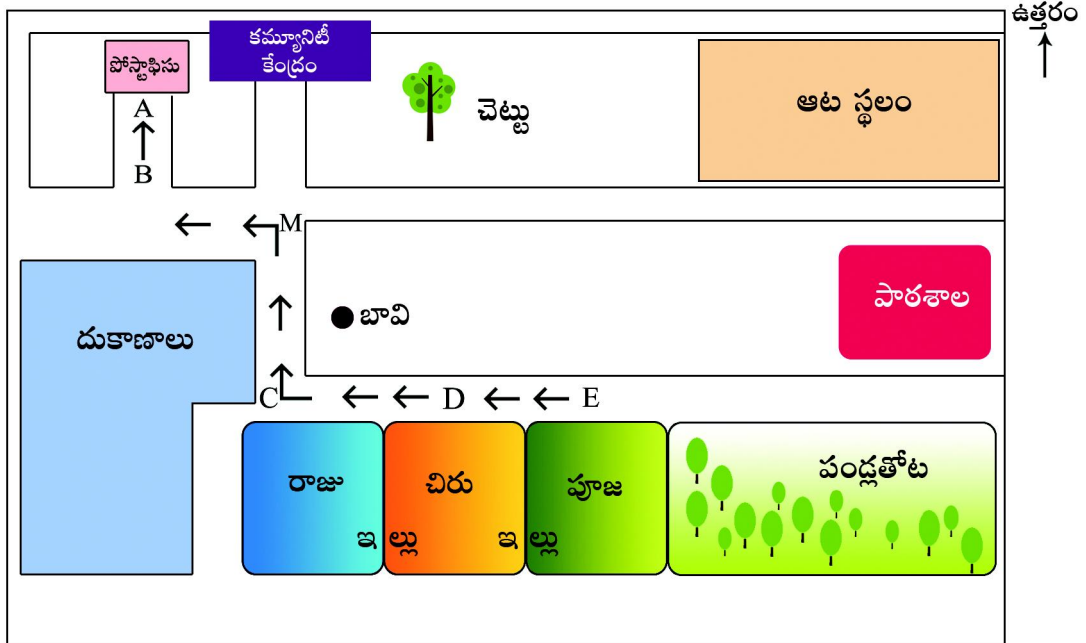 ఉత్తరం
పోస్టాఫిసు
కమ్యూనిటీ
కేంద్రం
చెట్టు
ఆట స్థలం
A
B
M
దుకాణాలు
బావి
పాఠశాల
C
D
E
రాజు
చిరు
పూజ
పండ్లతోట
ఇల్లు
ఇల్లు